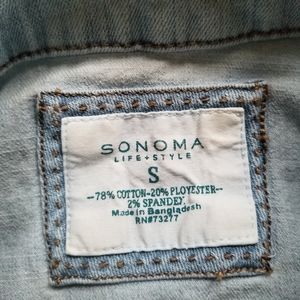 SONOMA
LIFE+STYLE
S
--78% COTTON-20% PLOYESTER--
2% SPANDEX
Made in Bangladesh
RN#73277